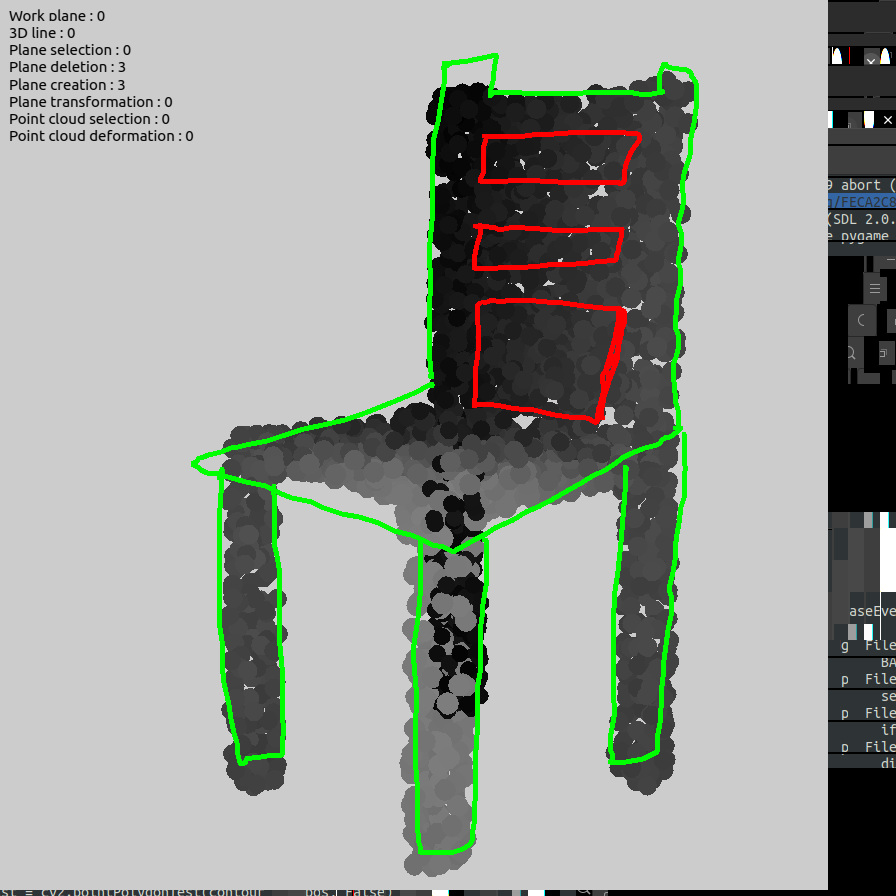 Work plane : 0
3D line : 0
Plane selection : 0
Plane deletion : 3
Plane creation : 3
Plane transformation : 0
Point cloud selection : 0
Point cloud deformation : 0
9 abort (
g/FECA2C8
(SDL 2.0.
e pygame
aseEve
g File
BA
p File
se
p File
if
p File
di
st = cv2.pointPolygonTest(contour pos, False)